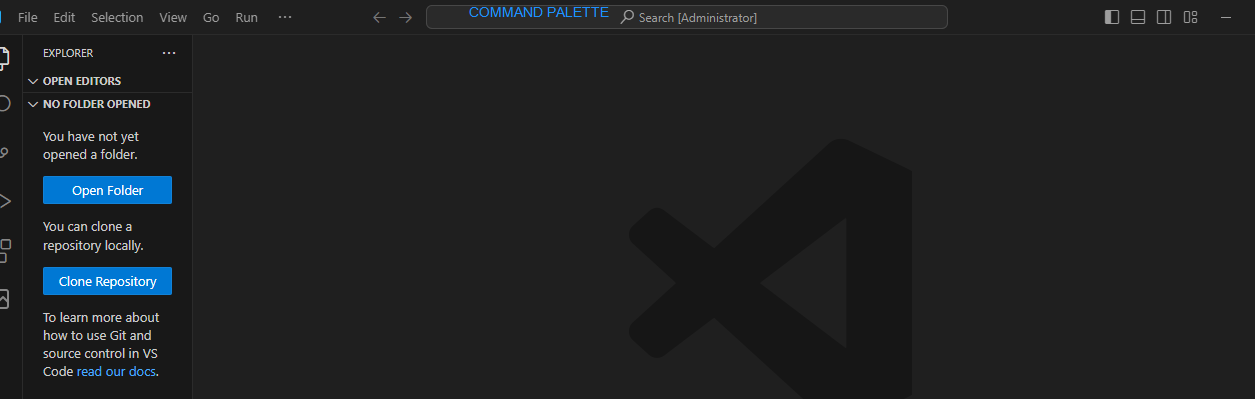 File Edit Selection View Go Run ...
COMMAND PALETTE
Search [Administrator]
EXPLORER ...
OPEN EDITORS
NO FOLDER OPENED
You have not yet
opened a folder.
Open Folder
You can clone a
repository locally.
Clone Repository
To learn more about
how to use Git and
source control in VS
Code read our docs.